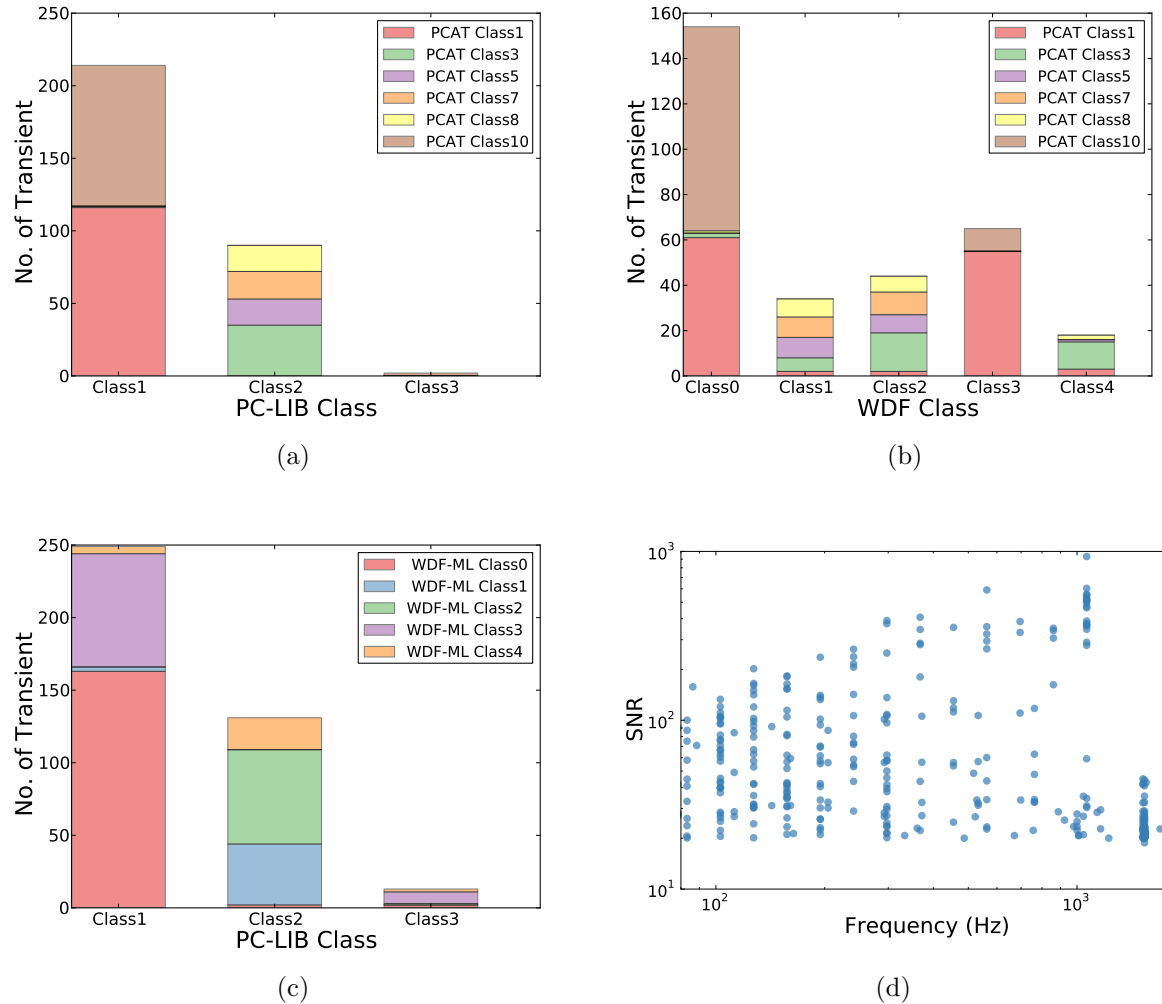 250
200
150
100
50
0
No. of Transient
Class1
Class2
Class3
PC-LIB Class
PCAT Class1
PCAT Class3
PCAT Class5
PCAT Class7
PCAT Class8
PCAT Class10
(a)
160
140
120
100
80
60
40
20
0
No. of Transient
Class0
Class1
Class2
Class3
Class4
WDF Class
PCAT Class1
PCAT Class3
PCAT Class5
PCAT Class7
PCAT Class8
PCAT Class10
(b)
250
200
150
100
50
0
No. of Transient
Class1
Class2
Class3
PC-LIB Class
WDF-ML Class0
WDF-ML Class1
WDF-ML Class2
WDF-ML Class3
WDF-ML Class4
(c)
10³
10²
10¹
SNR
10²
10³
Frequency (Hz)
(d)